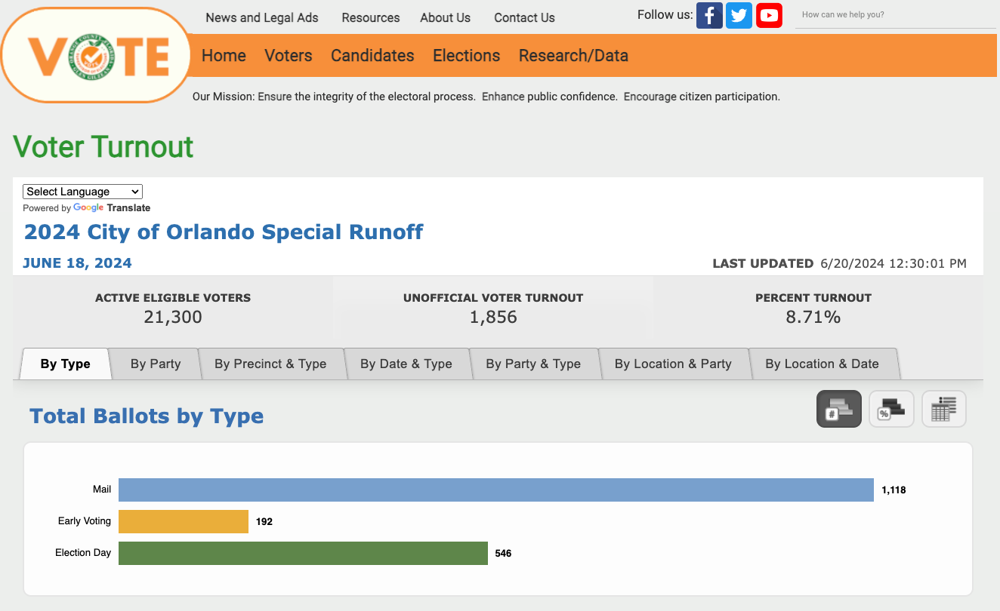 News and Legal Ads Resources About Us Contact Us Follow us: How can we help you?
VOTE
ORANGE COUNTY, FLORIDA
Home Voters Candidates Elections Research/Data
Our Mission: Ensure the integrity of the electoral process. Enhance public confidence. Encourage citizen participation.
Voter Turnout
Select Language
Powered by Google Translate
2024 City of Orlando Special Runoff
JUNE 18, 2024 LAST UPDATED 6/20/2024 12:30:01 PM
ACTIVE ELIGIBLE VOTERS UNOFFICIAL VOTER TURNOUT PERCENT TURNOUT
21,300 1,856 8.71%
By Type By Party By Precinct & Type By Date & Type By Party & Type By Location & Party By Location & Date
Total Ballots by Type # %
Mail 1,118
Early Voting 192
Election Day 546